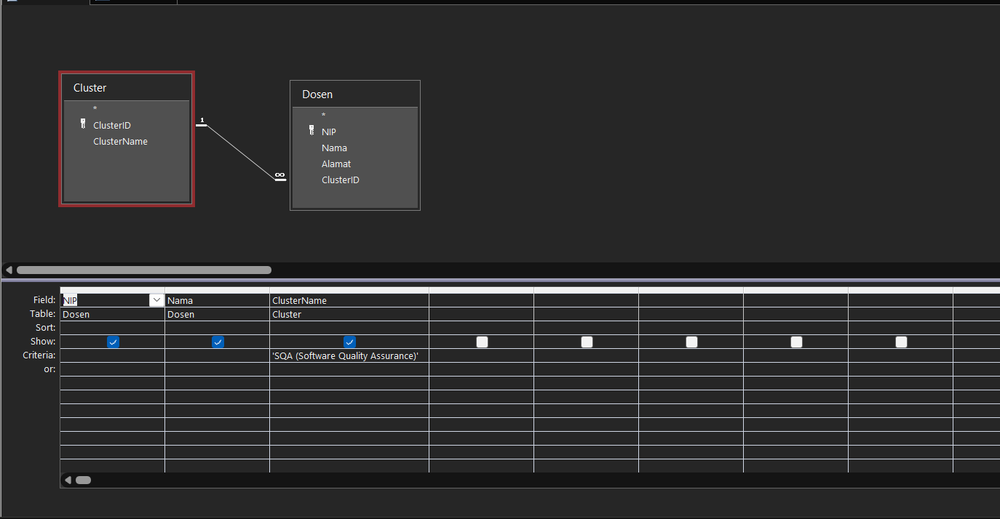 Cluster
*
ClusterID
ClusterName
1
∞
Dosen
*
NIP
Nama
Alamat
ClusterID
Field: NIP Nama ClusterName
Table: Dosen Dosen Cluster
Sort:
Show:
Criteria: 'SQA (Software Quality Assurance)'
or: